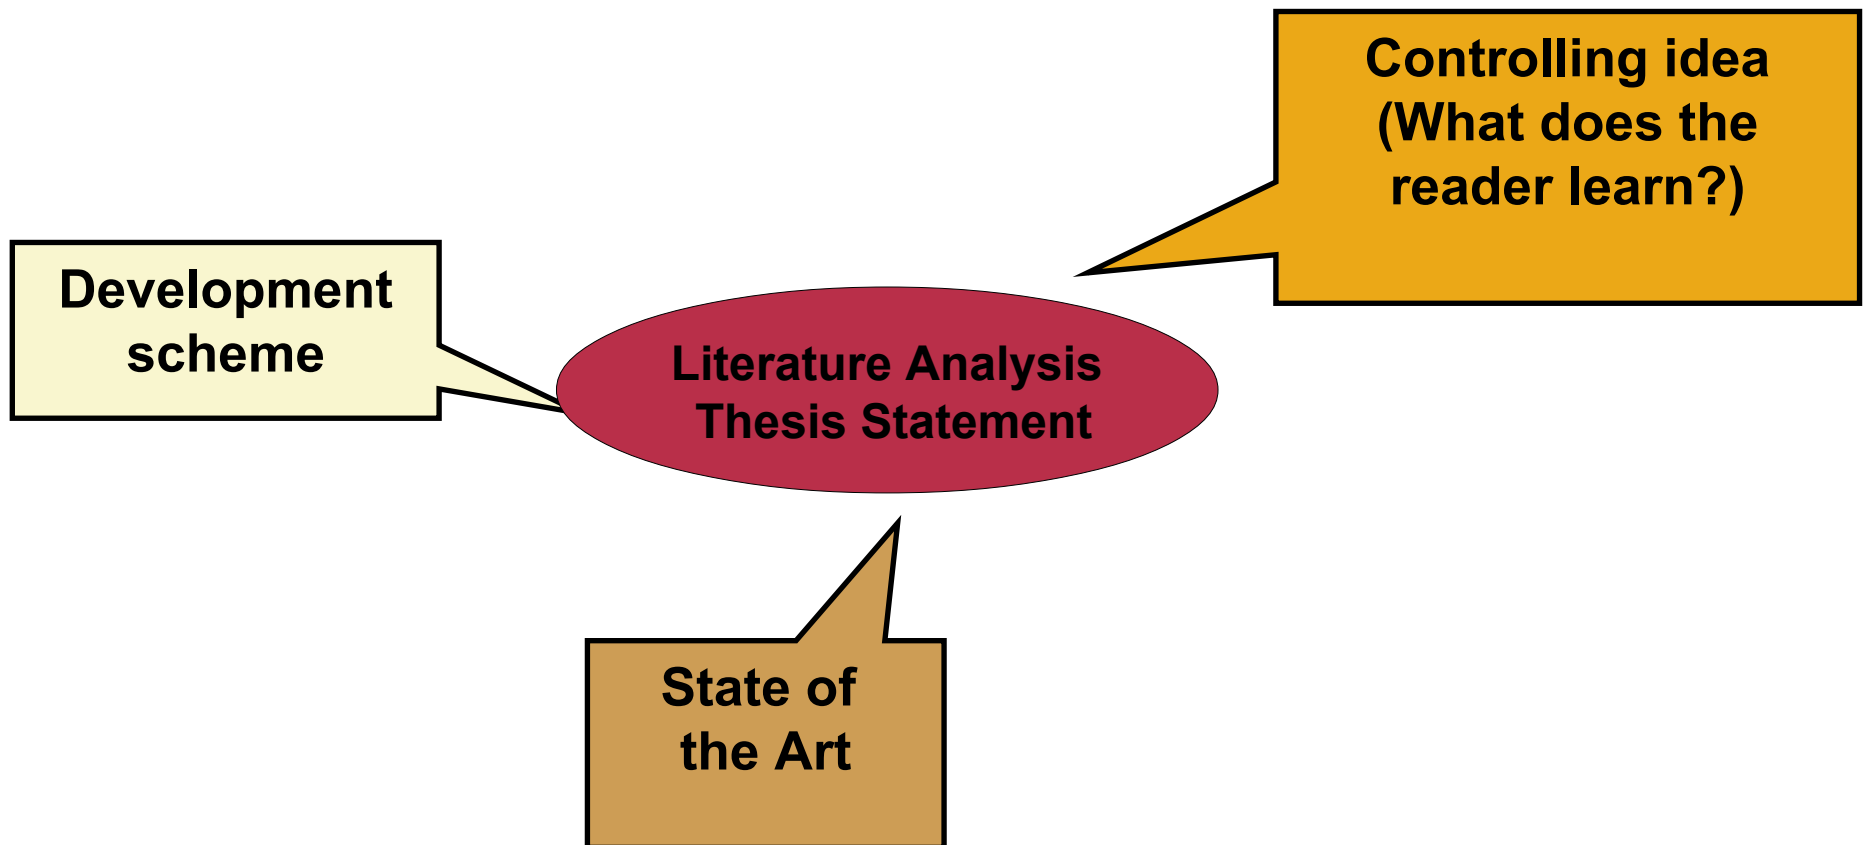 Controlling idea
(What does the
reader learn?)
Development
scheme
Literature Analysis
Thesis Statement
State of
the Art